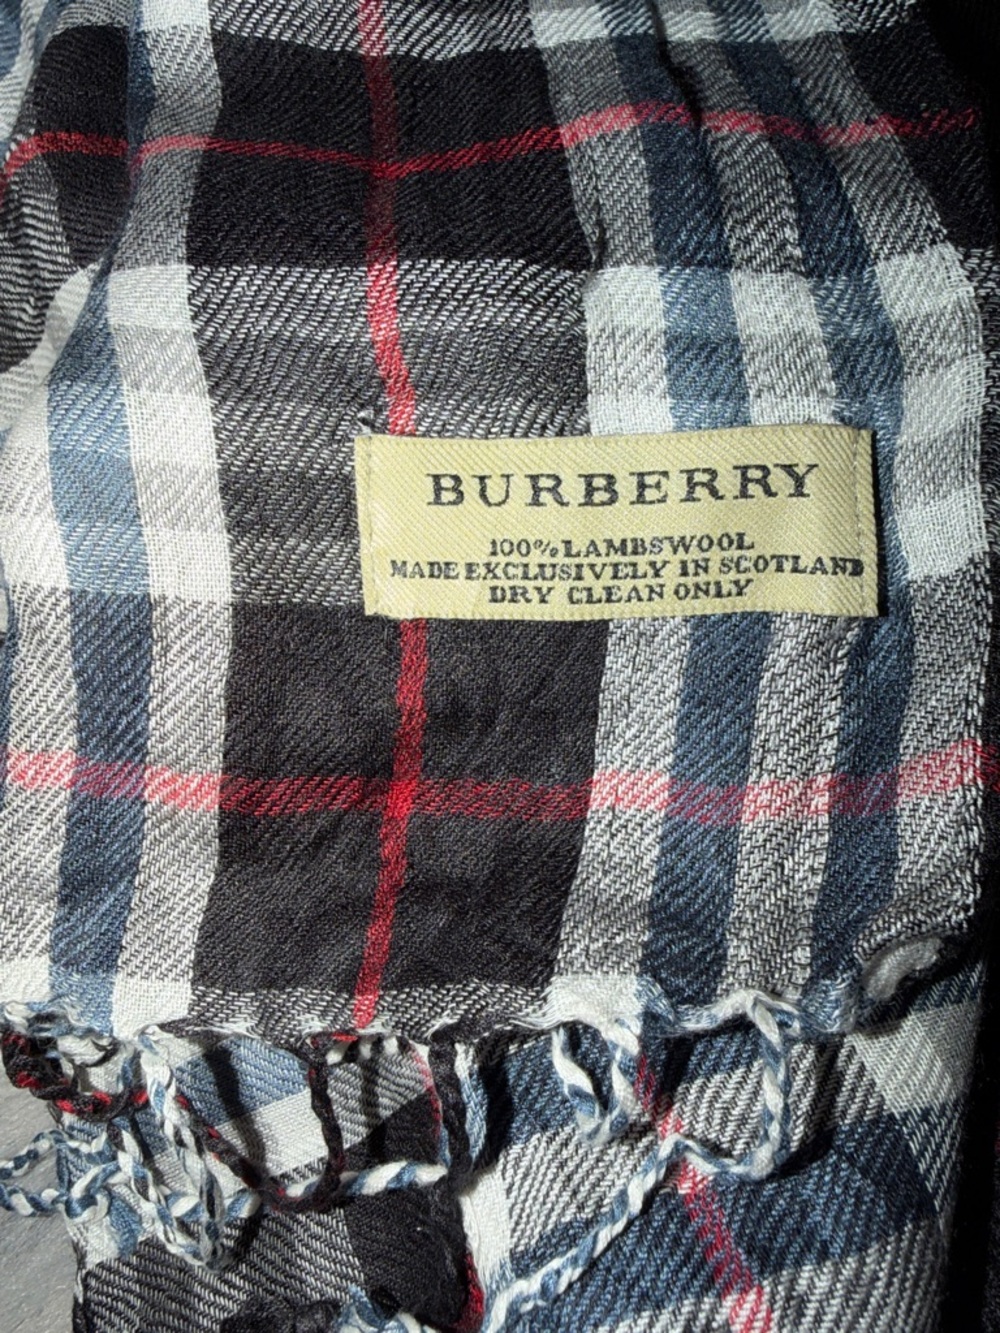 BURBERRY
100% LAMBSWOOL
MADE EXCLUSIVELY IN SCOTLAND
DRY CLEAN ONLY